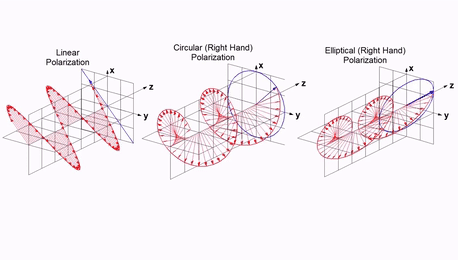 Linear
Polarization
x
z
y
Circular (Right Hand)
Polarization
x
z
y
Elliptical (Right Hand)
Polarization
x
z
y